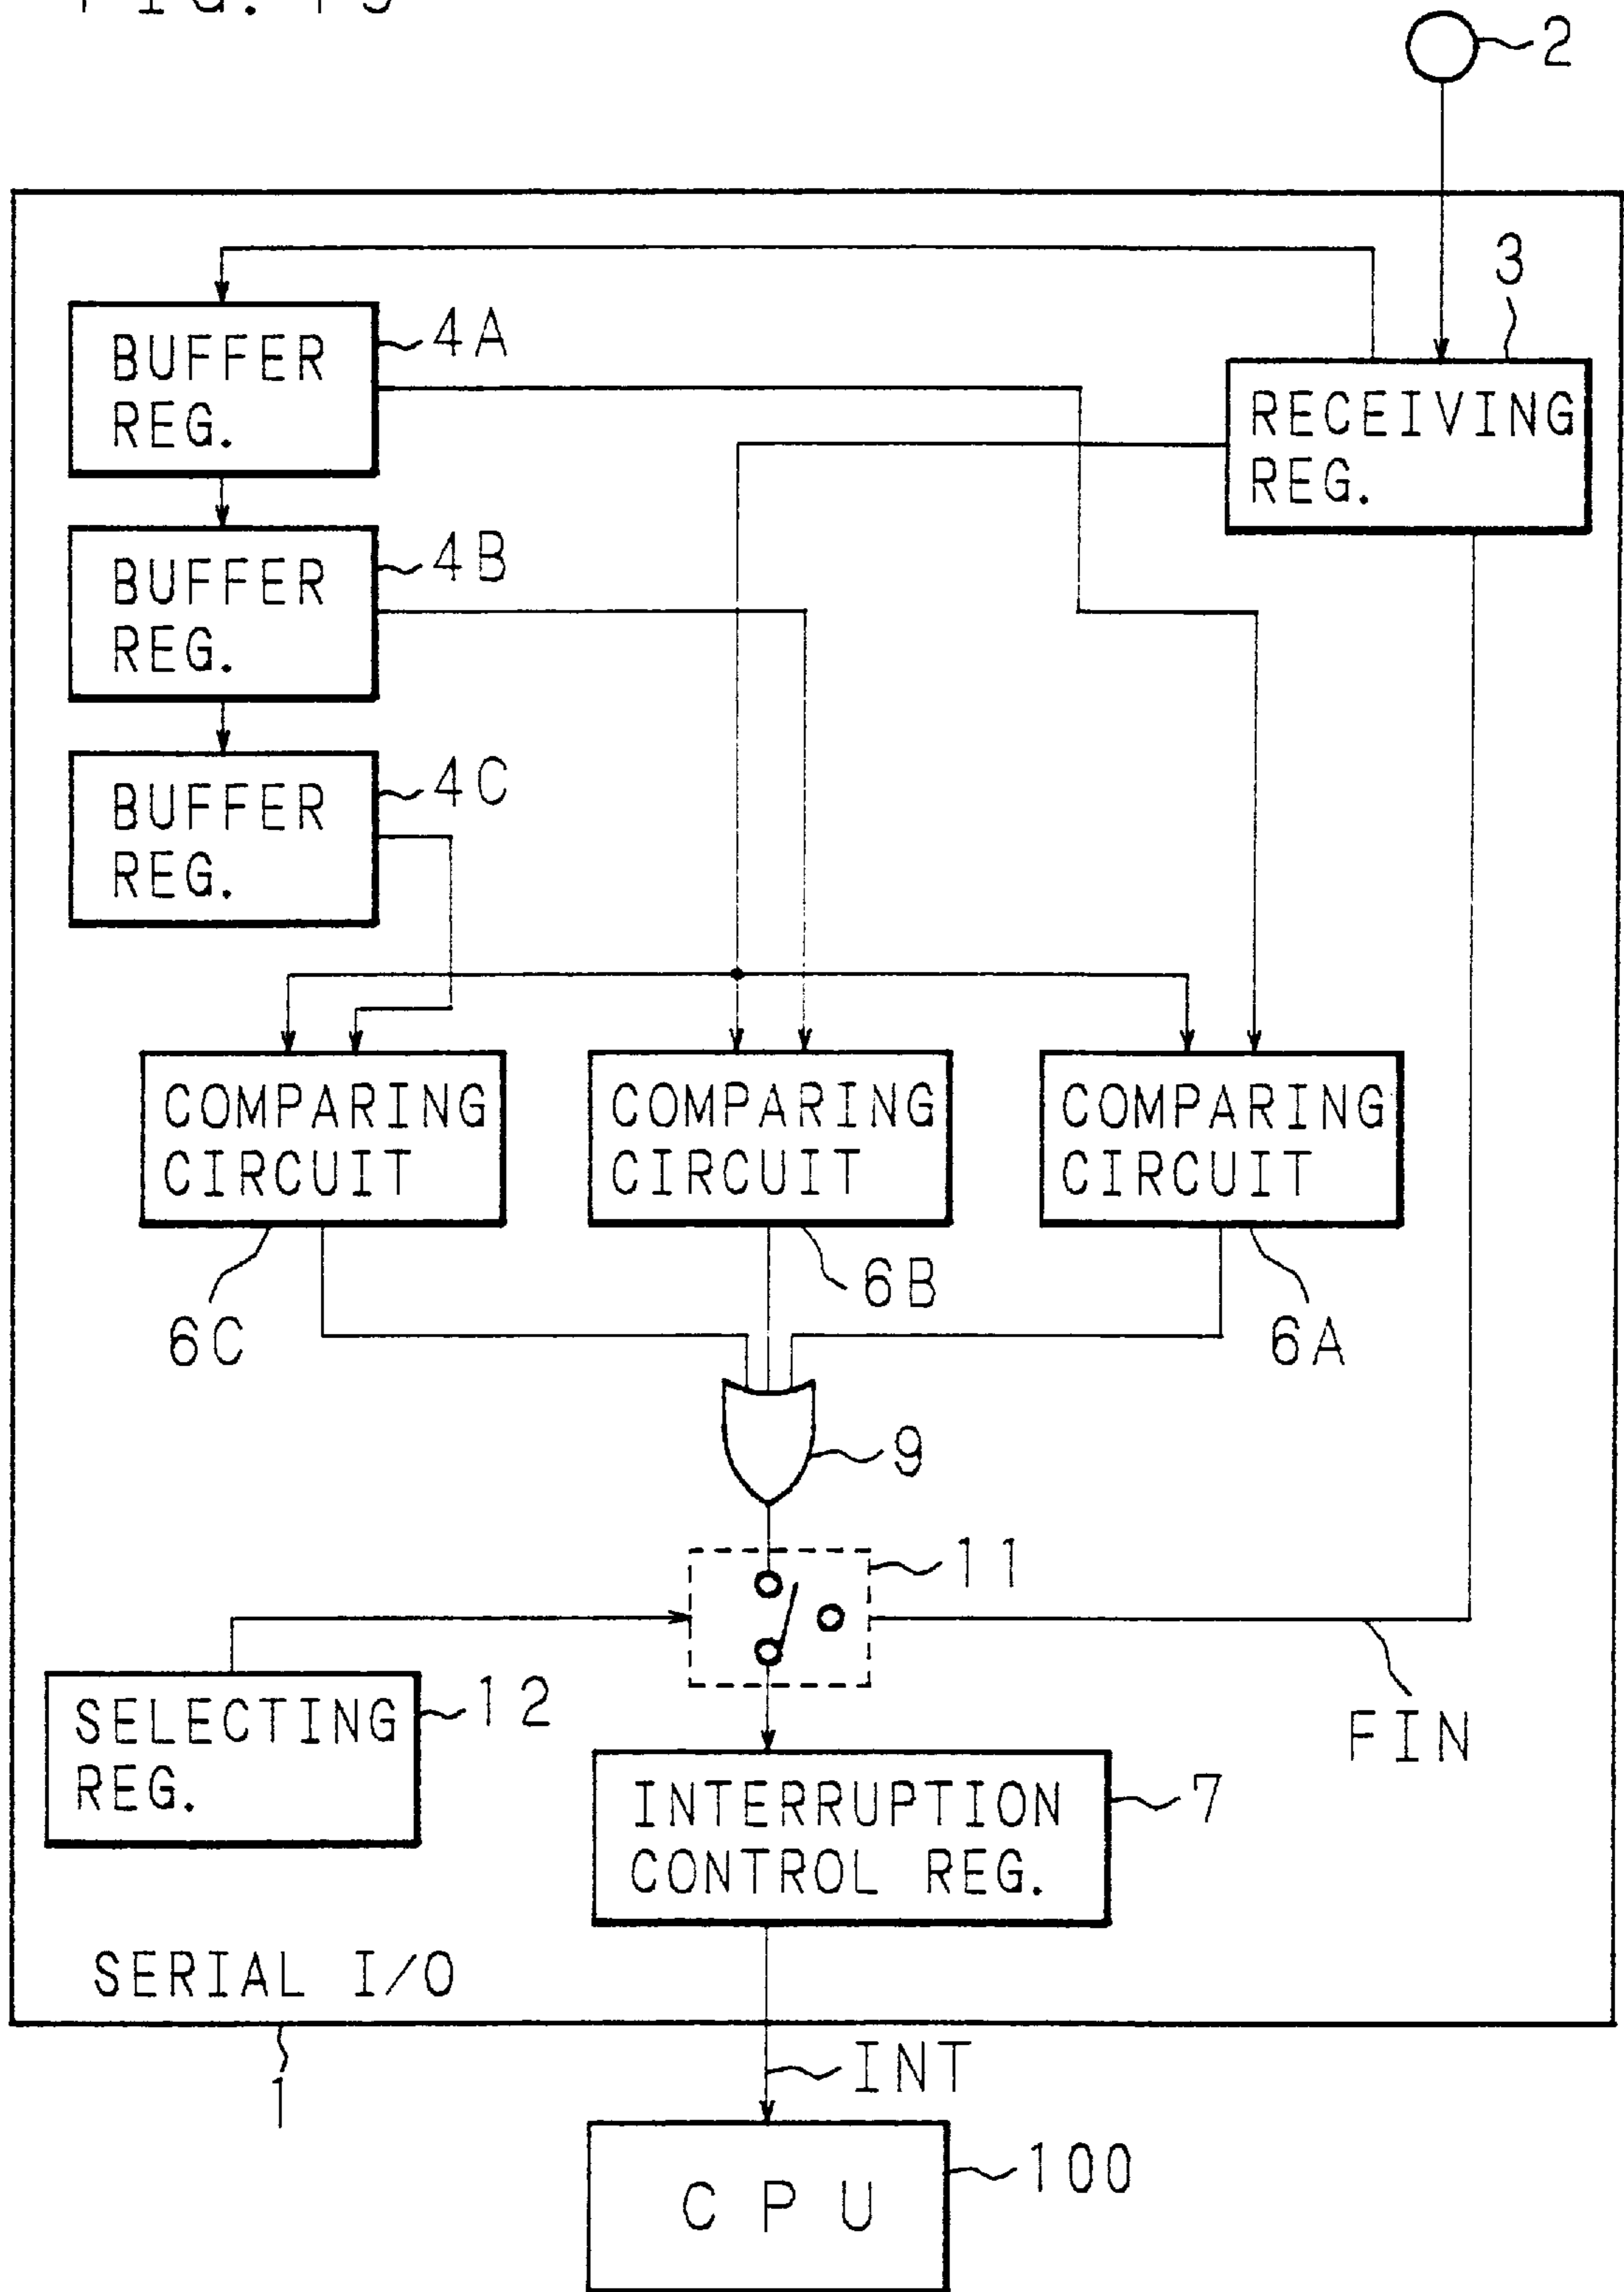 2
3
BUFFER
REG.
4A
RECEIVING
REG.
BUFFER
REG.
4B
BUFFER
REG.
4C
COMPARING
CIRCUIT
COMPARING
CIRCUIT
COMPARING
CIRCUIT
6C
6B
6A
9
11
SELECTING
REG.
12
FIN
INTERRUPTION
CONTROL REG.
7
SERIAL I/O
1
INT
CPU
100